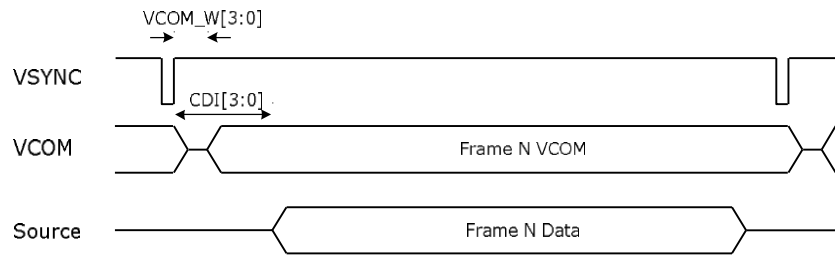 VCOM_W[3:0]
VSYNC
CDI[3:0]
VCOM
Frame N VCOM
Source
Frame N Data